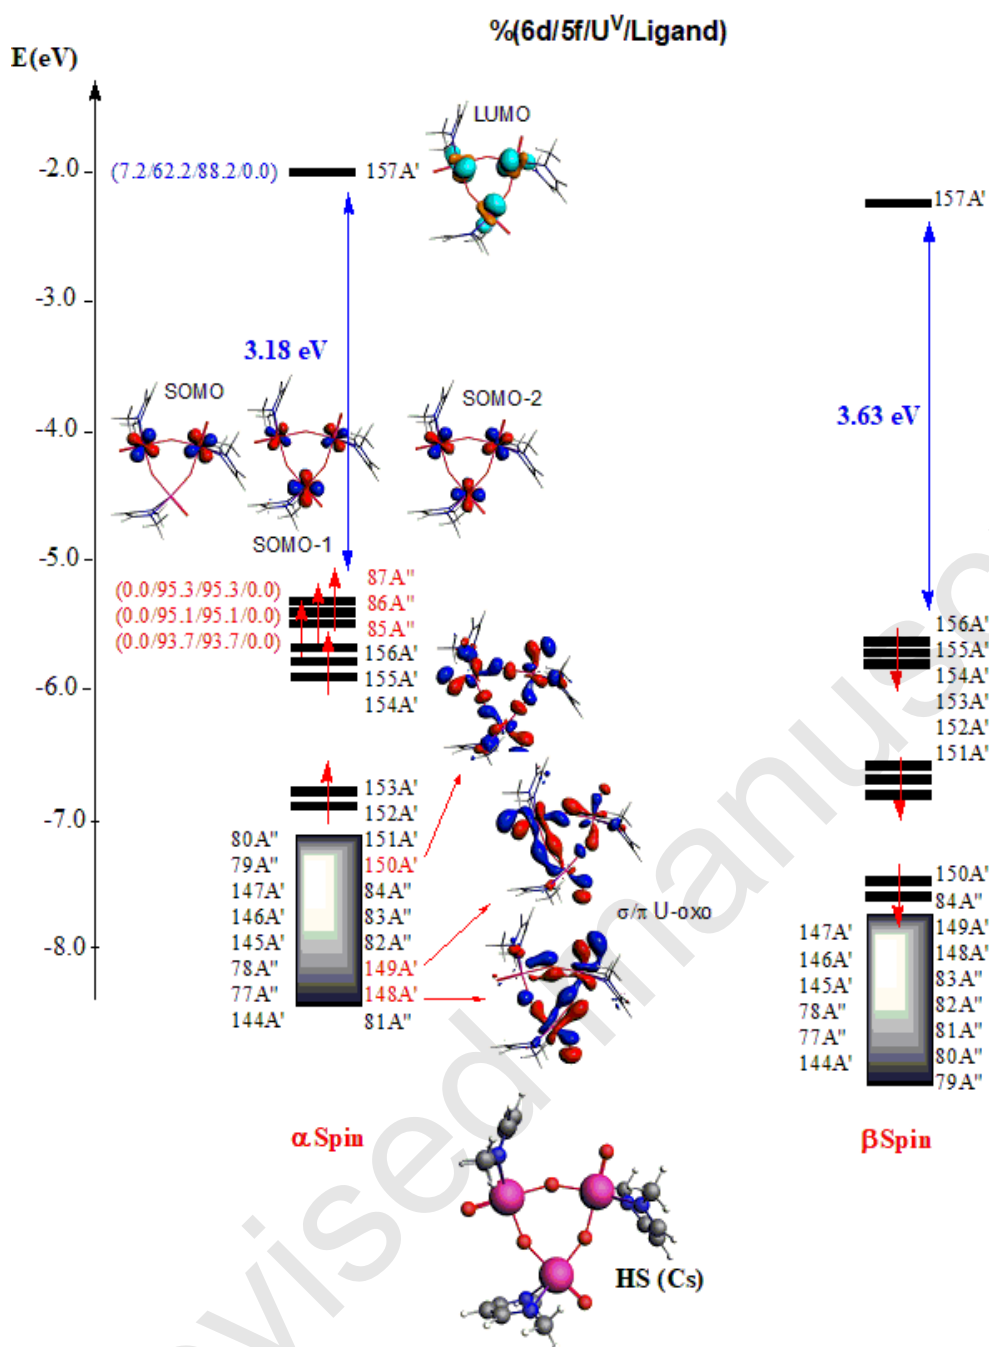 %(6d/5f/U^V/Ligand)
E(eV)
LUMO
-2.0
(7.2/62.2/88.2/0.0)
157A'
157A'
-3.0
3.18 eV
SOMO
SOMO-2
3.63 eV
-4.0
SOMO-1
-5.0
87A"
(0.0/95.3/95.3/0.0)
86A"
(0.0/95.1/95.1/0.0)
85A"
(0.0/93.7/93.7/0.0)
156A'
155A'
154A'
-6.0
156A'
155A'
154A'
153A'
152A'
151A'
153A'
152A'
-7.0
80A"
79A"
147A'
146A'
145A'
78A"
77A"
144A'
151A'
150A'
84A"
83A"
82A"
149A'
148A'
81A"
σ/π U-oxo
-8.0
150A'
84A"
147A'
146A'
145A'
78A"
77A"
144A'
149A'
148A'
83A"
82A"
81A"
80A"
79A"
α Spin
β Spin
HS (Cs)
vised manusc